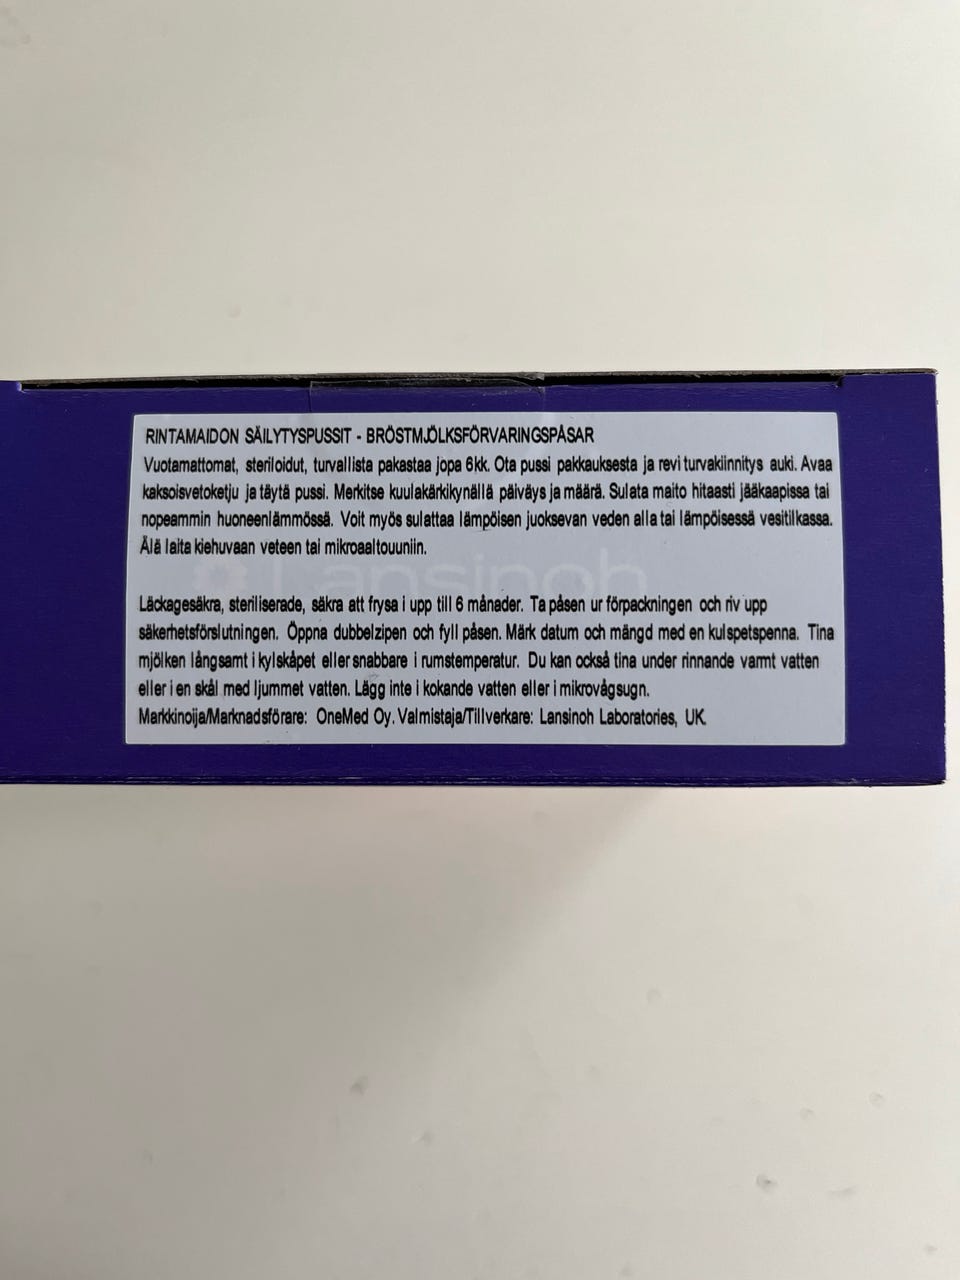 RINTAMAIDON SÄILYTYSPUSSIT - BRÖSTMJÖLKSFÖRVARINGSPÅSAR
Vuotamattomat, steriloidut, turvallista pakastaa jopa 6kk. Ota pussi pakkauksesta ja revi turvakiinnitys auki. Avaa
kaksoisvetoketju ja täytä pussi. Merkitse kuulakärkikynällä päiväys ja määrä. Sulata maito hitaasti jääkaapissa tai
nopeammin huoneenlämmössä. Voit myös sulattaa lämpöisen juoksevan veden alla tai lämpöisessä vesitilkassa.
Älä laita kiehuvaan veteen tai mikroaaltouuniin.
Lansinoh
Läckagesäkra, steriliserade, säkra att frysa i upp till 6 månader. Ta påsen ur förpackningen och riv upp
säkerhetsförslutningen. Öppna dubbelzipen och fyll påsen. Märk datum och mängd med en kulspetspenna. Tina
mjölken långsamt i kylskåpet eller snabbare i rumstemperatur. Du kan också tina under rinnande varmt vatten
eller i en skål med ljummet vatten. Lägg inte i kokande vatten eller i mikrovågsugn.
Markkinoija/Marknadsförare: OneMed Oy. Valmistaja/Tillverkare: Lansinoh Laboratories, UK.